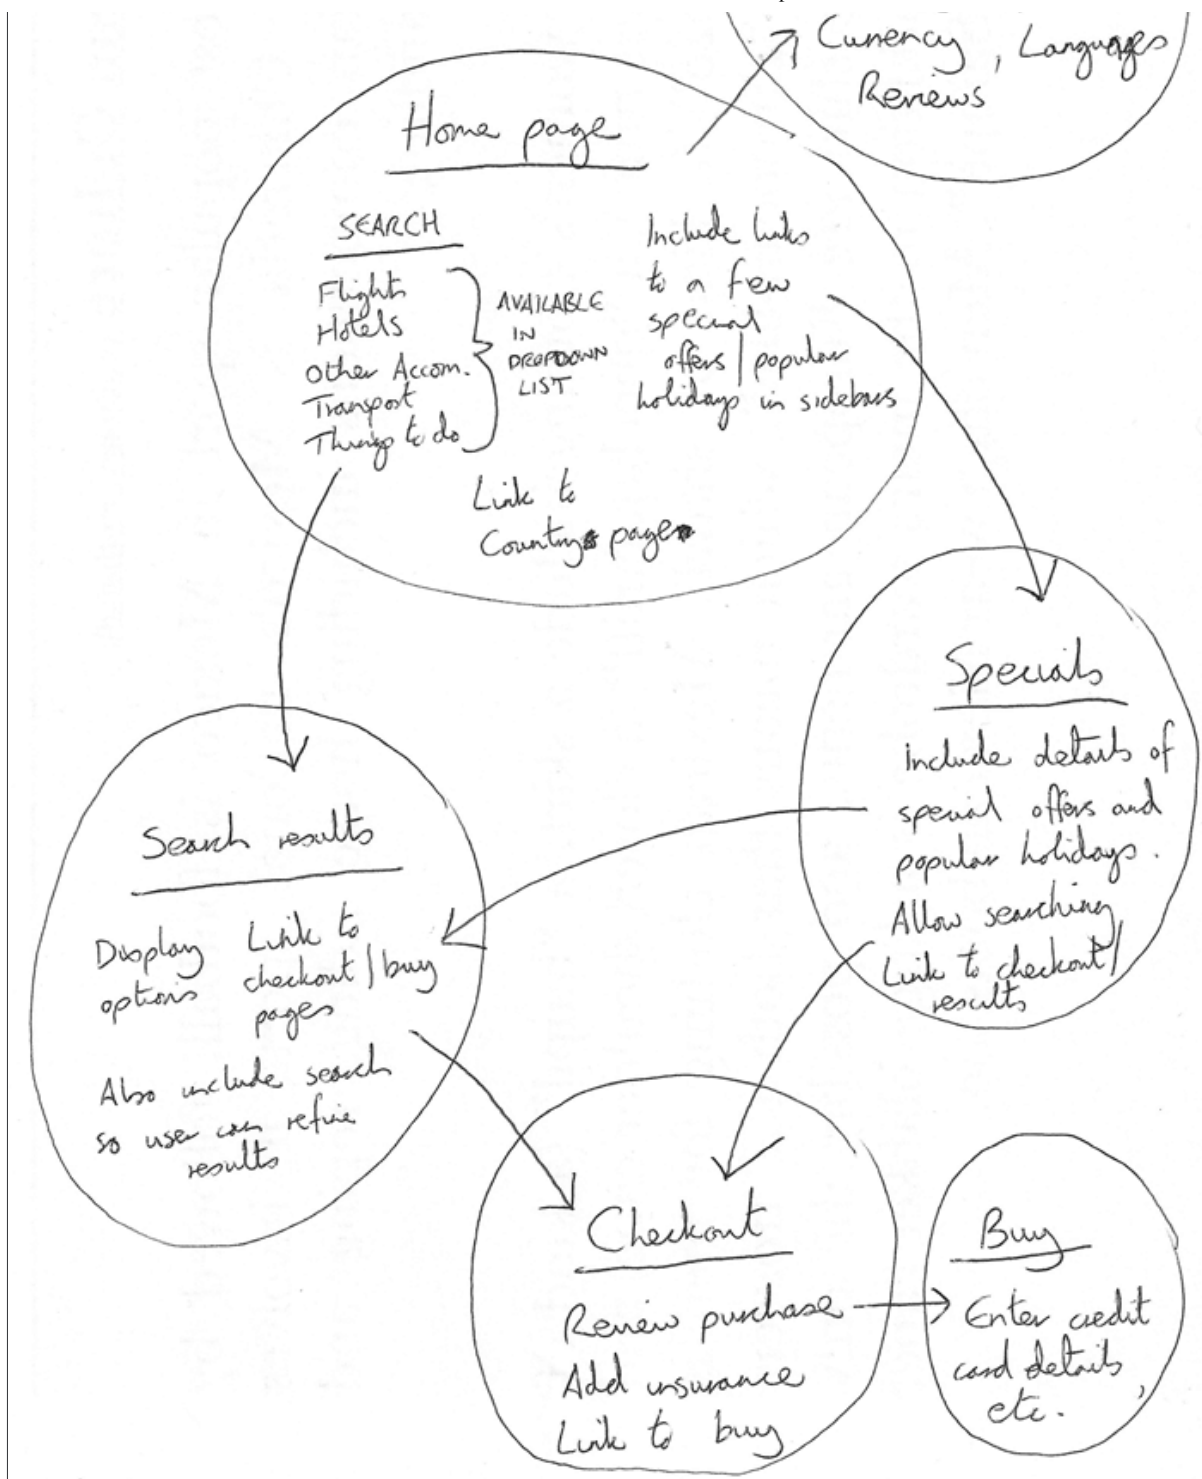 Currency, Languages
Reviews
Home page
SEARCH
Flights
Hotels
Other Accom.
Transport
Things to do
AVAILABLE
IN
DROPDOWN
LIST
Include links
to a few
special
offers/popular
holidays in sidebars
Link to
Country page
Specials
Include details of
special offers and
popular holidays.
Allow searching
Link to checkout/
results
Search results
Display
options
Link to
checkout/buy
pages
Also include search
so user can refine
results
Checkout
Review purchase
Add insurance
Link to buy
Buy
Enter credit
card details,
etc.